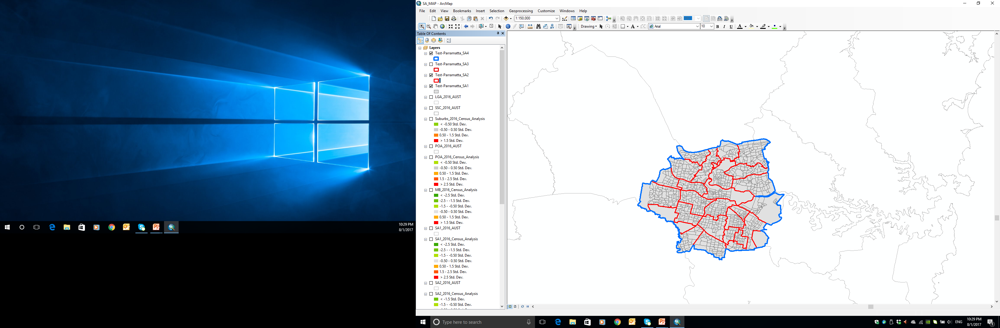 10:29 PM
8/1/2017
SA_MAP - ArcMap
File Edit View Bookmarks Insert Selection Geoprocessing Customize Windows Help
1:150,000
Drawing Arial 10 B I U A
Table Of Contents
Layers
Test-Parramatta_SA4
Test-Parramatta_SA3
Test-Parramatta_SA2
Test-Parramatta_SA1
LGA_2016_AUST
SSC_2016_AUST
Suburbs_2016_Census_Analysis
< -0.50 Std. Dev.
-0.50 - 0.50 Std. Dev.
0.50 - 1.5 Std. Dev.
> 1.5 Std. Dev.
POA_2016_AUST
POA_2016_Census_Analysis
< -0.50 Std. Dev.
-0.50 - 0.50 Std. Dev.
0.50 - 1.5 Std. Dev.
1.5 - 2.5 Std. Dev.
> 2.5 Std. Dev.
MB_2016_Census_Analysis
< -2.5 Std. Dev.
-2.5 - -1.5 Std. Dev.
-1.5 - -0.50 Std. Dev.
-0.50 - 0.50 Std. Dev.
0.50 - 1.5 Std. Dev.
> 1.5 Std. Dev.
SA1_2016_AUST
SA1_2016_Census_Analysis
< -2.5 Std. Dev.
-2.5 - -1.5 Std. Dev.
-1.5 - -0.50 Std. Dev.
-0.50 - 0.50 Std. Dev.
0.50 - 1.5 Std. Dev.
1.5 - 2.5 Std. Dev.
> 2.5 Std. Dev.
SA2_2016_AUST
SA2_2016_Census_Analysis
< -1.5 Std. Dev.
-1.5 - -0.50 Std. Dev.
Type here to search
ENG
10:29 PM
8/1/2017
1